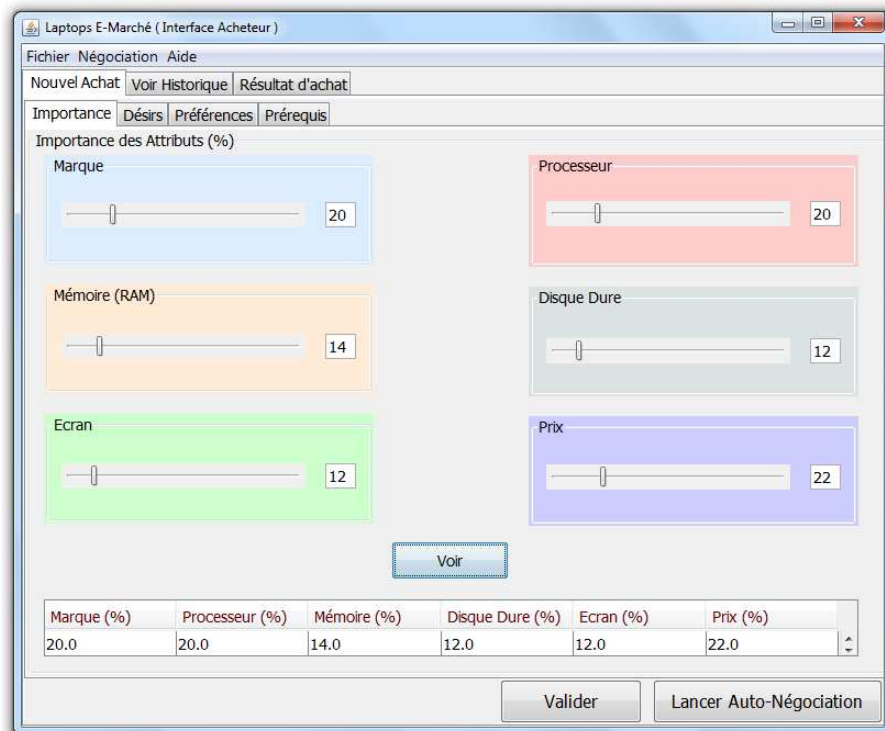 Laptops E-Marché ( Interface Acheteur )
Fichier Négociation Aide
Nouvel Achat Voir Historique Résultat d'achat
Importance Désirs Préférences Prérequis
Importance des Attributs (%)
Marque Processeur
20 20
Mémoire (RAM) Disque Dure
14 12
Ecran Prix
12 22
Voir
Marque (%) Processeur (%) Mémoire (%) Disque Dure (%) Ecran (%) Prix (%)
20.0 20.0 14.0 12.0 12.0 22.0
Valider Lancer Auto-Négociation